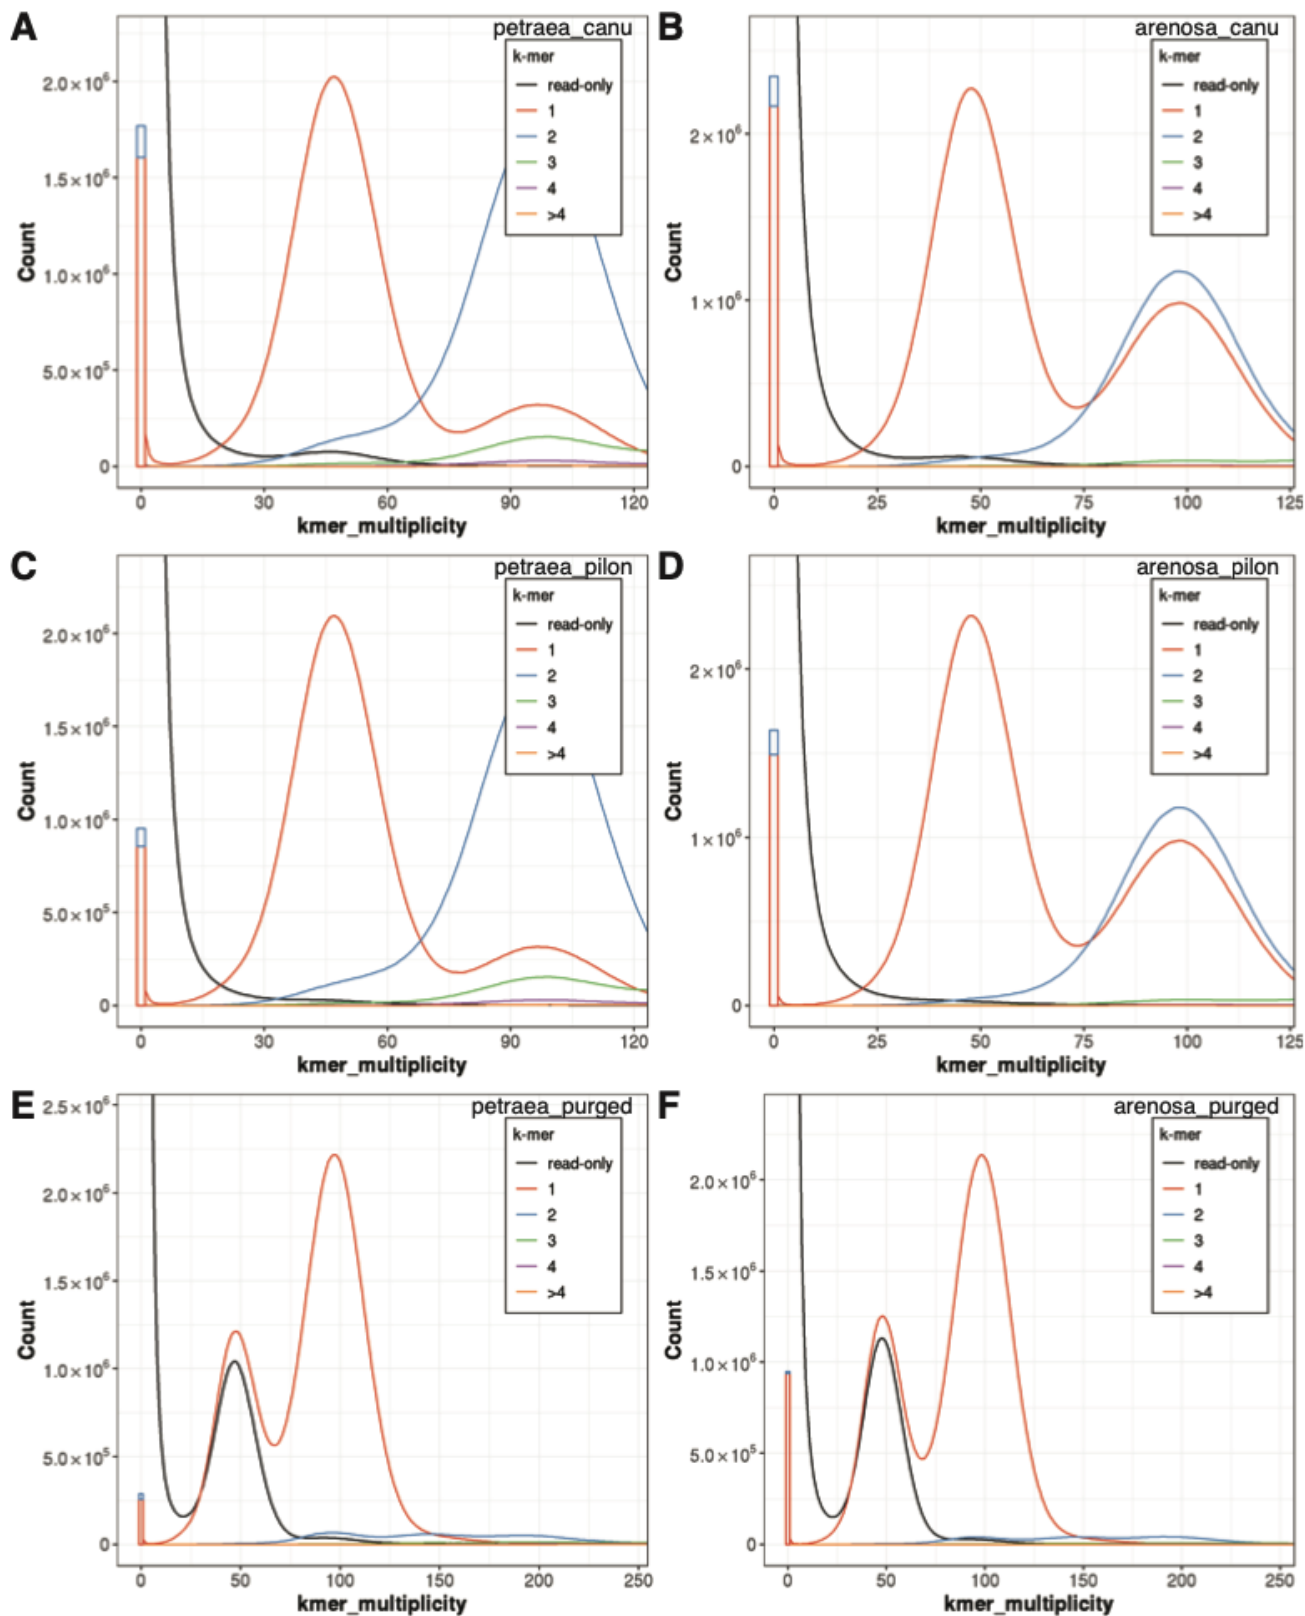 A
petraea_canu
k-mer
read-only
1
2
3
4
>4
2.0×10⁶
1.5×10⁶
1.0×10⁶
5.0×10⁵
0
Count
0 30 60 90 120
kmer_multiplicity
B
arenosa_canu
k-mer
read-only
1
2
3
4
>4
2×10⁶
1×10⁶
0
Count
0 25 50 75 100 125
kmer_multiplicity
C
petraea_pilon
k-mer
read-only
1
2
3
4
>4
2.0×10⁶
1.5×10⁶
1.0×10⁶
5.0×10⁵
0
Count
0 30 60 90 120
kmer_multiplicity
D
arenosa_pilon
k-mer
read-only
1
2
3
4
>4
2×10⁶
1×10⁶
0
Count
0 25 50 75 100 125
kmer_multiplicity
E
petraea_purged
k-mer
read-only
1
2
3
4
>4
2.5×10⁶
2.0×10⁶
1.5×10⁶
1.0×10⁶
5.0×10⁵
0
Count
0 50 100 150 200 250
kmer_multiplicity
F
arenosa_purged
k-mer
read-only
1
2
3
4
>4
2.0×10⁶
1.5×10⁶
1.0×10⁶
5.0×10⁵
0
Count
0 50 100 150 200 250
kmer_multiplicity